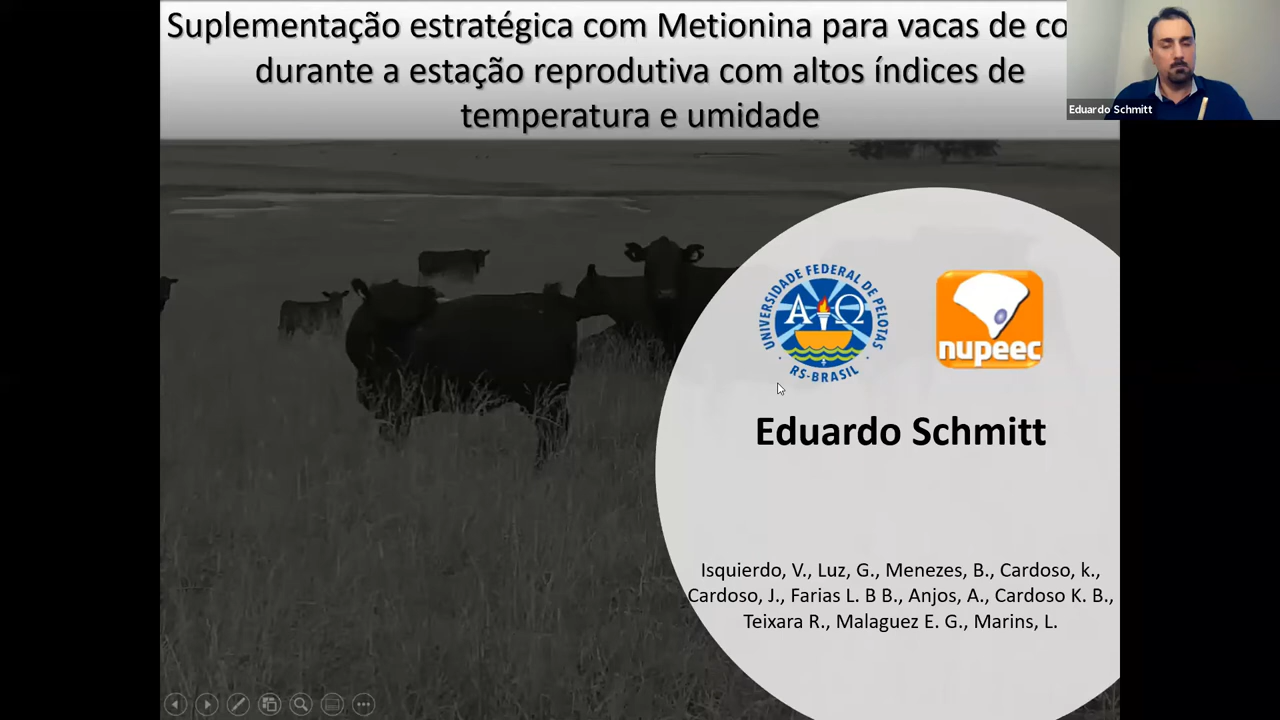 Suplementação estratégica com Metionina para vacas de co
durante a estação reprodutiva com altos índices de
temperatura e umidade
Eduardo Schmitt
UNIVERSIDADE FEDERAL DE PELOTAS
A Ω
RS-BRASIL
nupeec
Eduardo Schmitt
Isquierdo, V., Luz, G., Menezes, B., Cardoso, k.,
Cardoso, J., Farias L. B B., Anjos, A., Cardoso K. B.,
Teixara R., Malaguez E. G., Marins, L.